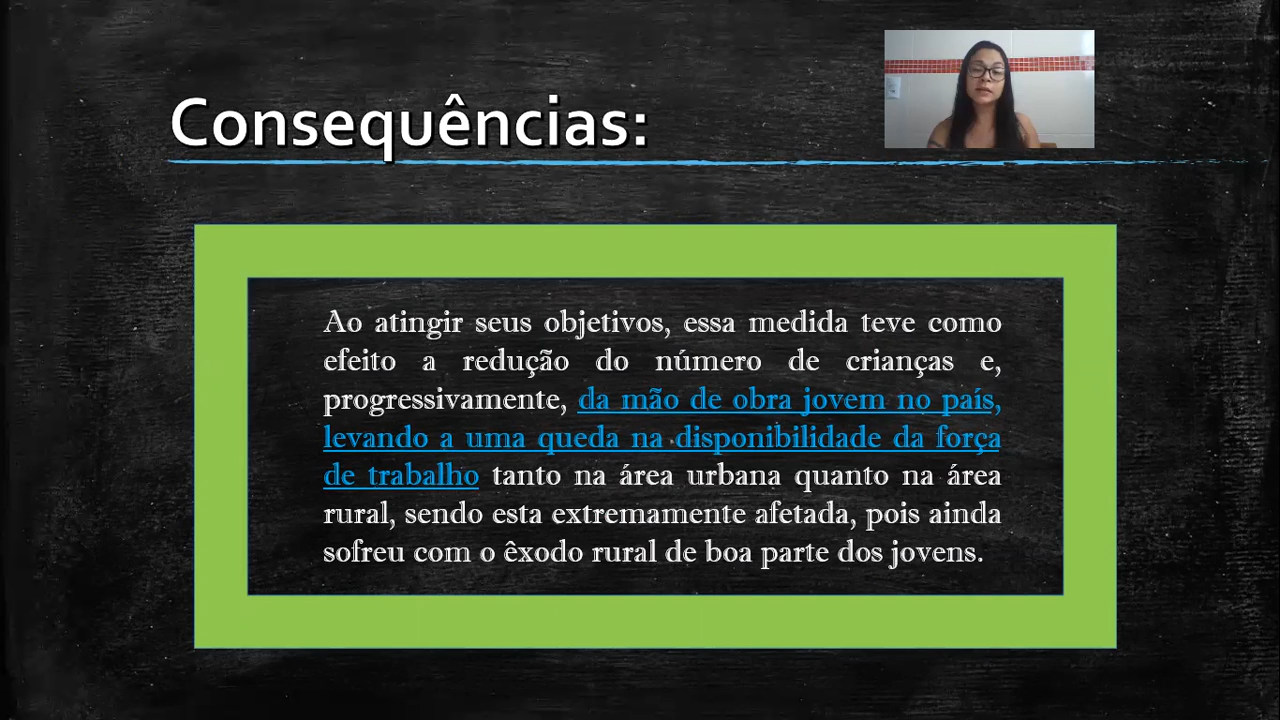 Consequências:
Ao atingir seus objetivos, essa medida teve como
efeito a redução do número de crianças e,
progressivamente, da mão de obra jovem no país,
levando a uma queda na disponibilidade da força
de trabalho tanto na área urbana quanto na área
rural, sendo esta extremamente afetada, pois ainda
sofreu com o êxodo rural de boa parte dos jovens.